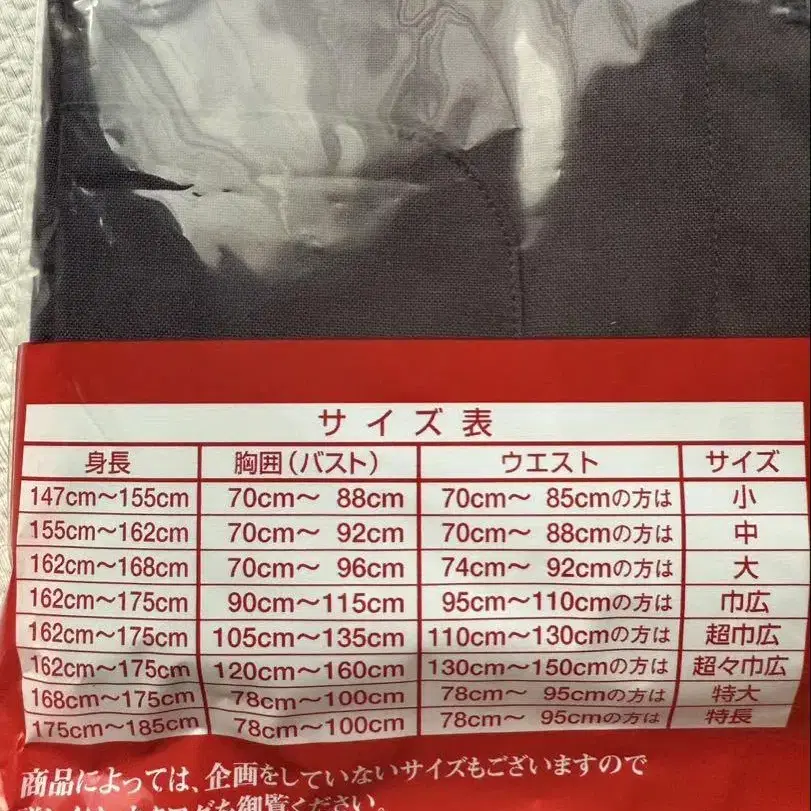 サイズ表
身長 胸囲(バスト) ウエスト サイズ
147cm〜155cm 70cm〜 88cm 70cm〜 85cmの方は 小
155cm〜162cm 70cm〜 92cm 70cm〜 88cmの方は 中
162cm〜168cm 70cm〜 96cm 74cm〜 92cmの方は 大
162cm〜175cm 90cm〜115cm 95cm〜110cmの方は 巾広
162cm〜175cm 105cm〜135cm 110cm〜130cmの方は 超巾広
162cm〜175cm 120cm〜160cm 130cm〜150cmの方は 超々巾広
168cm〜175cm 78cm〜100cm 78cm〜 95cmの方は 特大
175cm〜185cm 78cm〜100cm 78cm〜 95cmの方は 特長
商品によっては、企画をしていないサイズもございますので
を御覧ください。